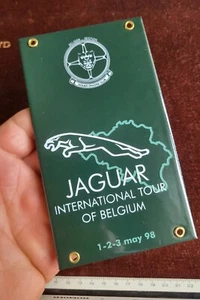 JAGUAR
INTERNATIONAL TOUR
OF BELGIUM
1-2-3 may 98